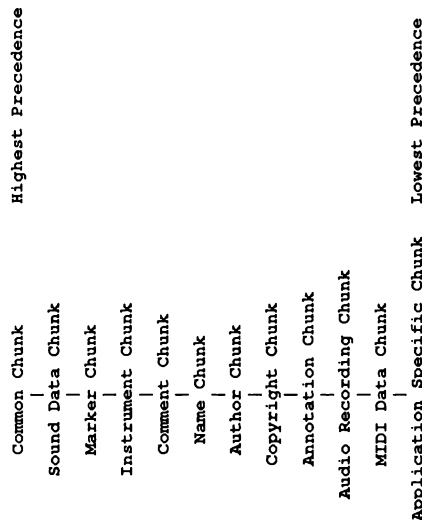 Common Chunk Highest Precedence
|
Sound Data Chunk
|
Marker Chunk
|
Instrument Chunk
|
Comment Chunk
|
Name Chunk
|
Author Chunk
|
Copyright Chunk
|
Annotation Chunk
|
Audio Recording Chunk
|
MIDI Data Chunk
|
Application Specific Chunk Lowest Precedence